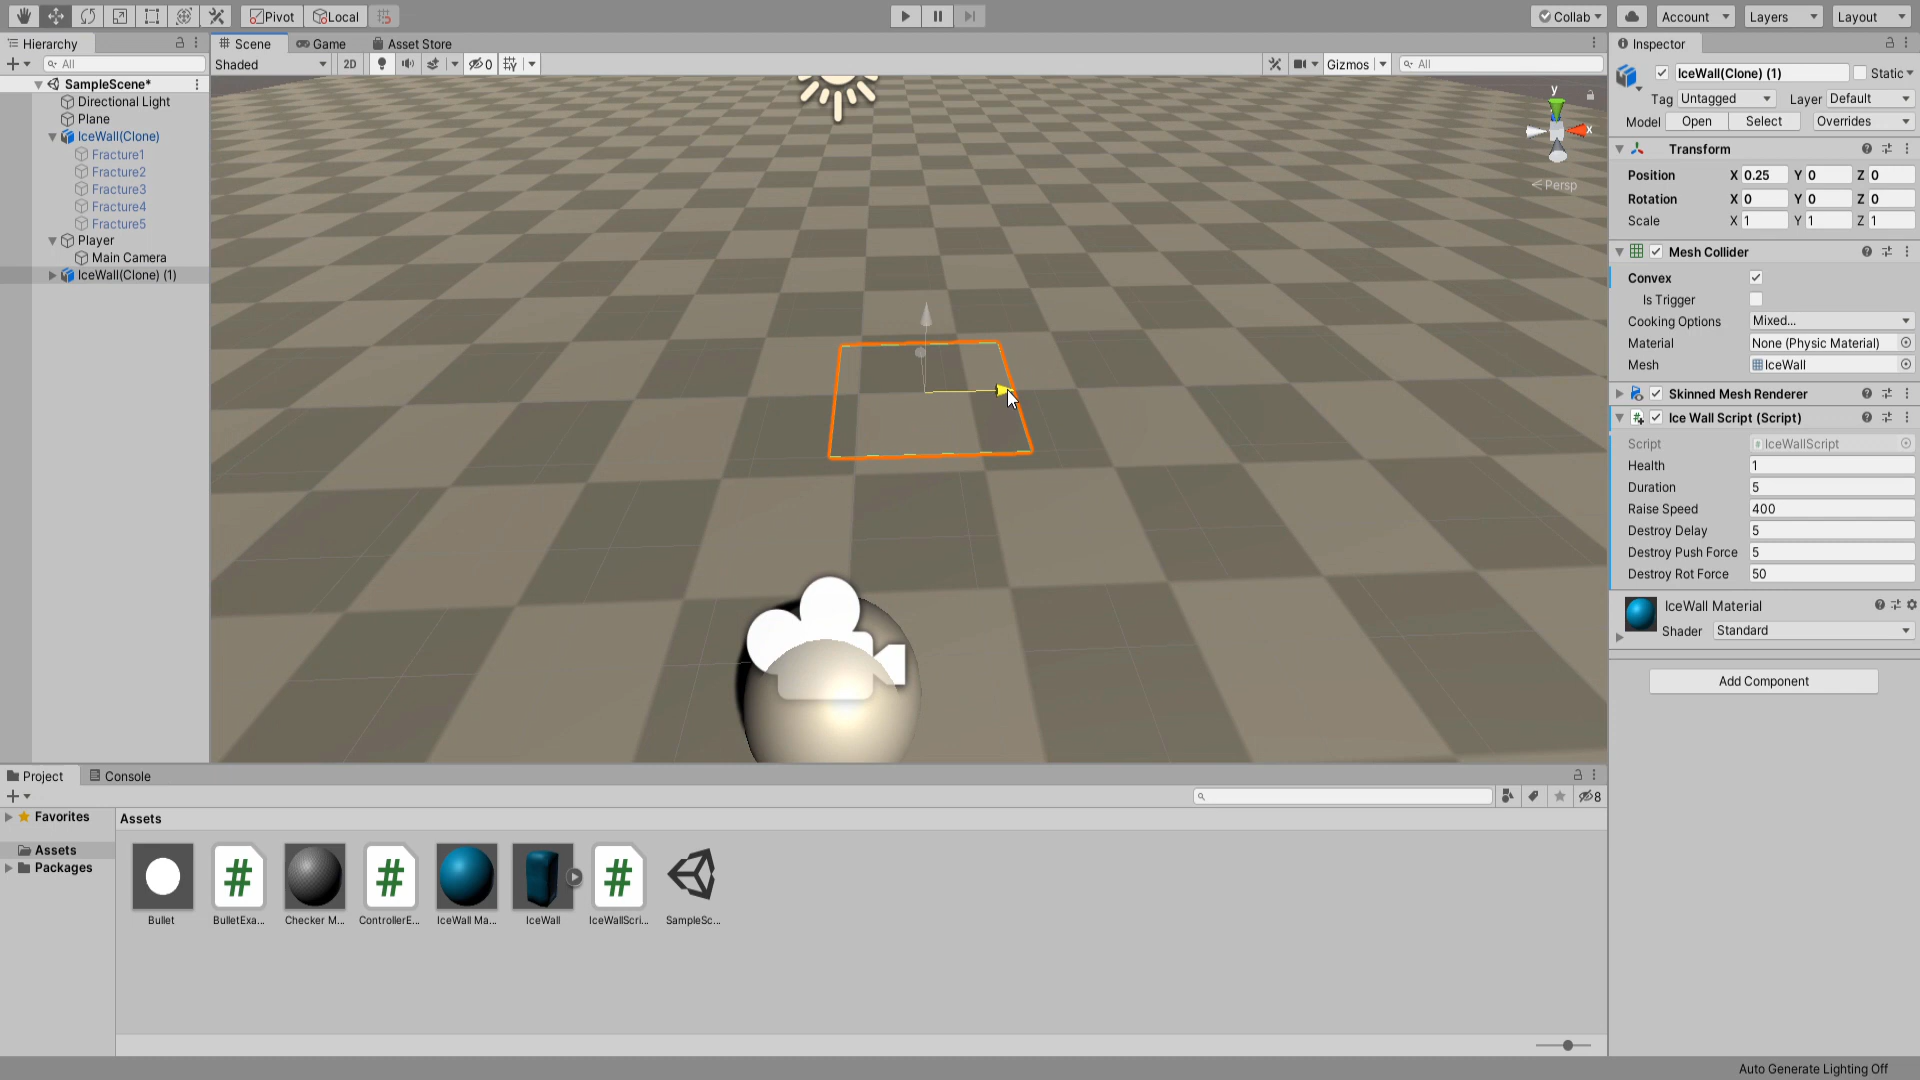 Pivot Local Collab Account Layers Layout
Hierarchy
All
SampleScene*
Directional Light
Plane
IceWall(Clone)
Fracture1
Fracture2
Fracture3
Fracture4
Fracture5
Player
Main Camera
IceWall(Clone) (1)
Scene Game Asset Store
Shaded 2D 0 Gizmos All
y
x
Persp
Inspector
IceWall(Clone) (1) Static
Tag Untagged Layer Default
Model Open Select Overrides
Transform
Position X 0.25 Y 0 Z 0
Rotation X 0 Y 0 Z 0
Scale X 1 Y 1 Z 1
Mesh Collider
Convex
Is Trigger
Cooking Options Mixed...
Material None (Physic Material)
Mesh IceWall
Skinned Mesh Renderer
Ice Wall Script (Script)
Script IceWallScript
Health 1
Duration 5
Raise Speed 400
Destroy Delay 5
Destroy Push Force 5
Destroy Rot Force 50
IceWall Material
Shader Standard
Add Component
Project Console
8
Favorites
Assets
Packages
Assets
Bullet BulletExa... Checker M... ControllerE... IceWall Ma... IceWall IceWallScri... SampleSc...
Auto Generate Lighting Off